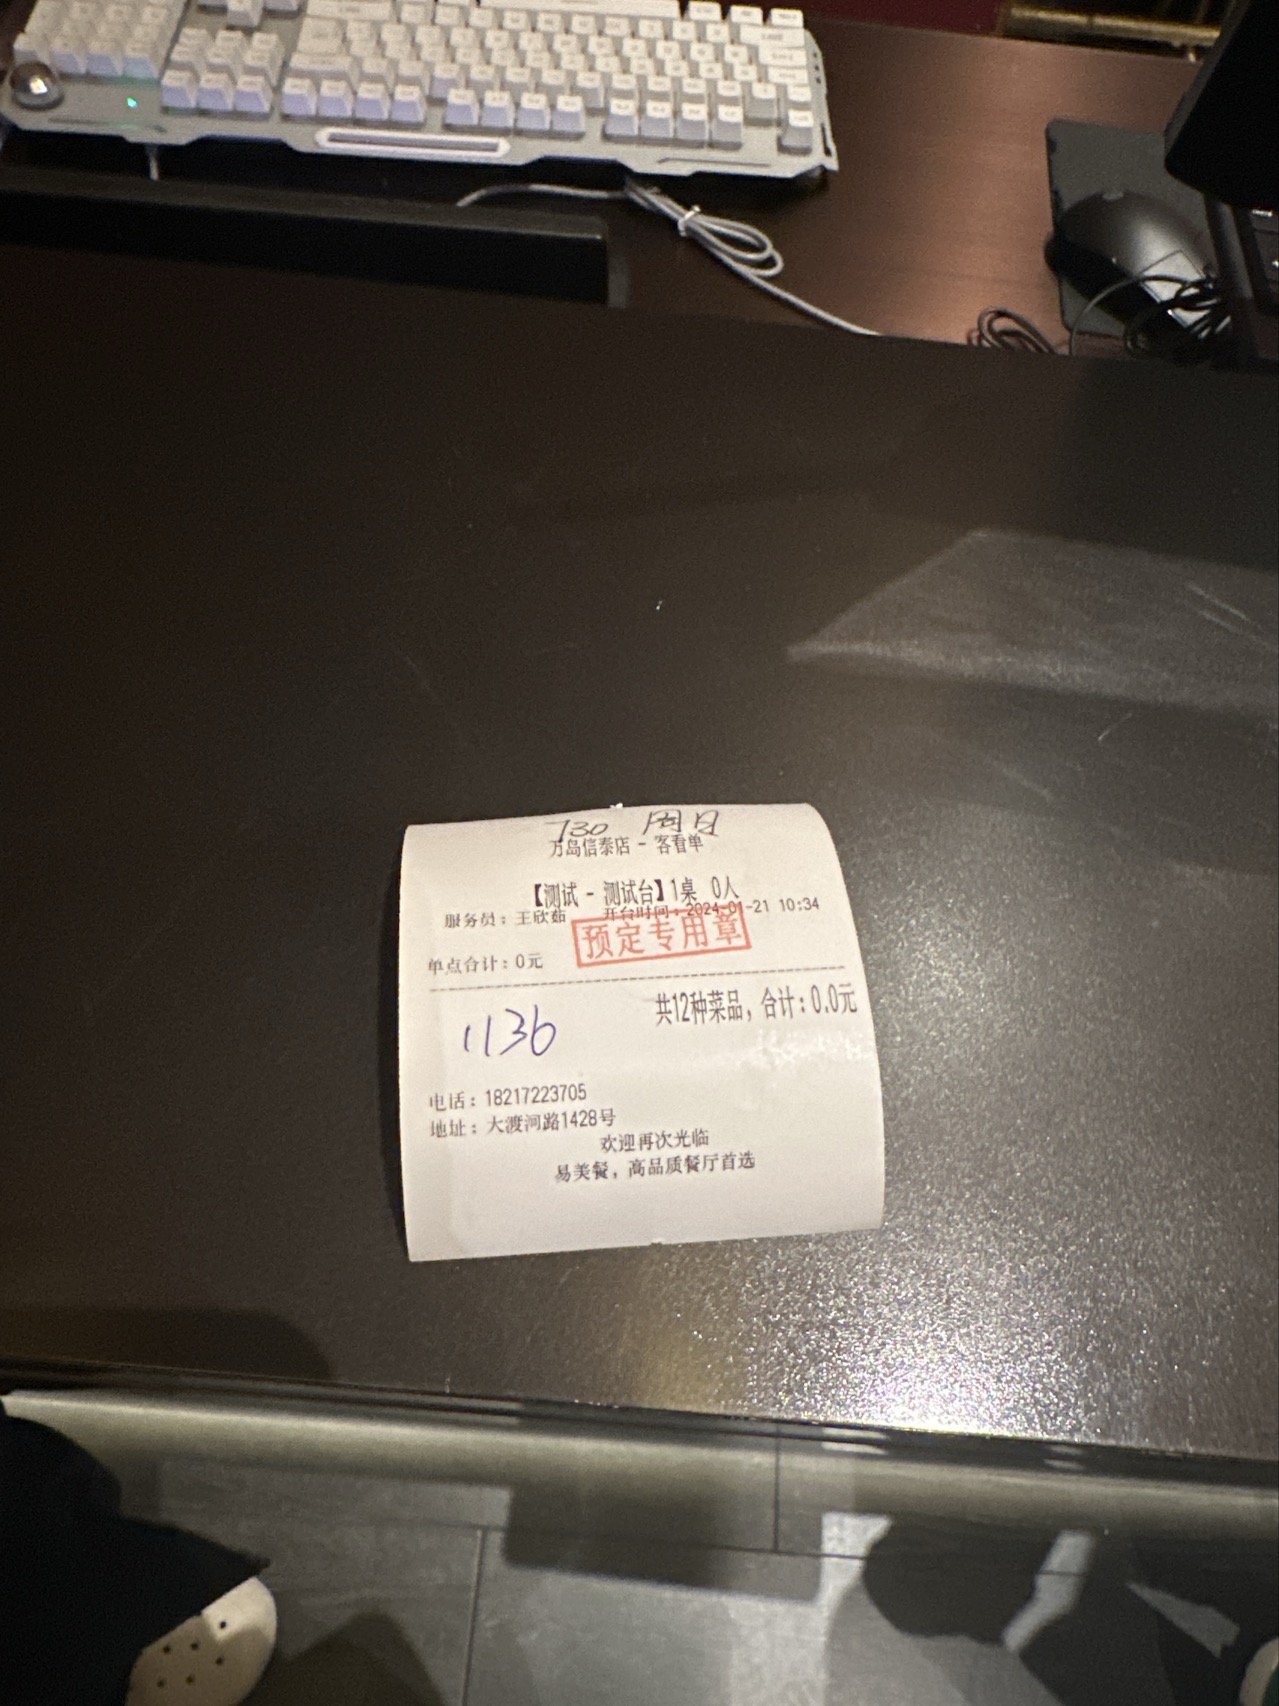 730 周日
万岛信泰店 - 客看单
【测试 - 测试台】1桌 0人
服务员：王欣茹 开台时间：2024-01-21 10:34
预定专用章
单点合计：0元
共12种菜品，合计：0.0元
1136
电话：18217223705
地址：大渡河路1428号
欢迎再次光临
易美餐，高品质餐厅首选